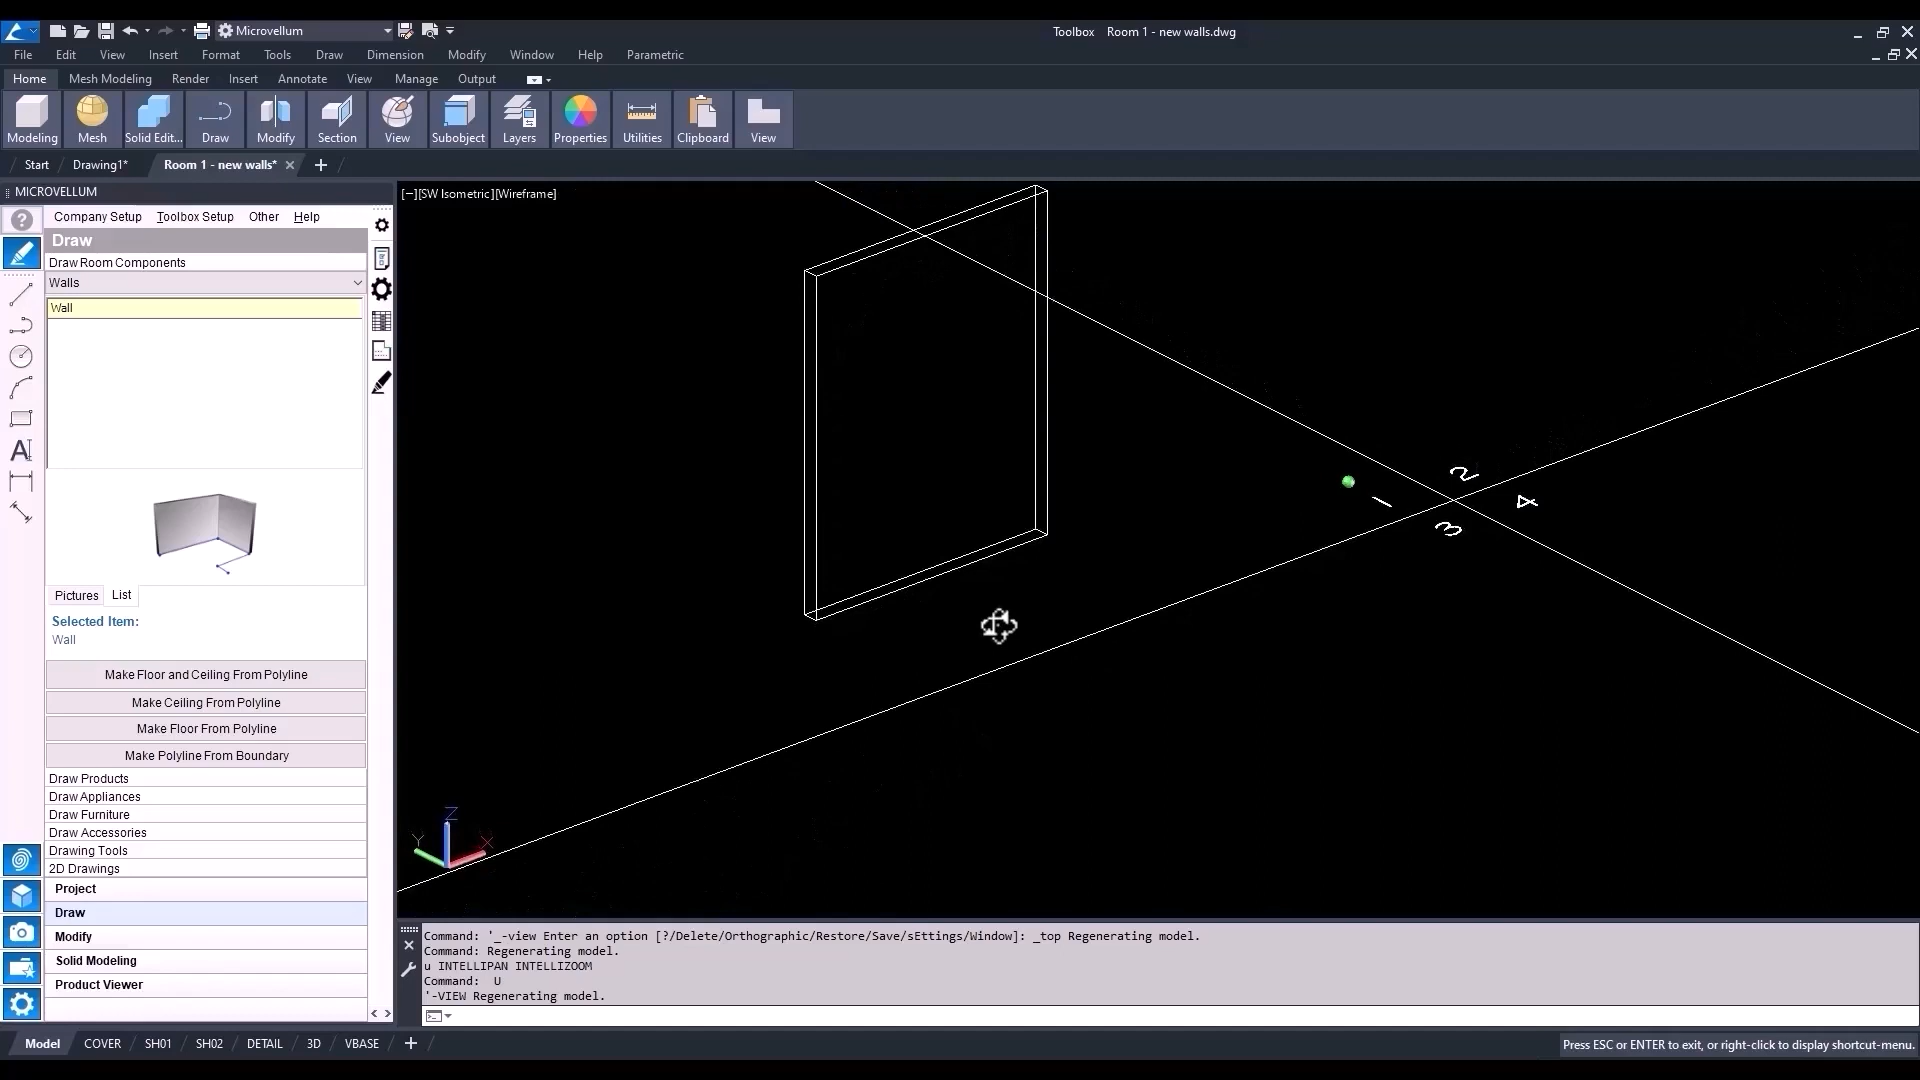 Microvellum
Toolbox Room 1 - new walls.dwg
File Edit View Insert Format Tools Draw Dimension Modify Window Help Parametric
Home Mesh Modeling Render Insert Annotate View Manage Output
Modeling Mesh Solid Edit... Draw Modify Section View Subobject Layers Properties Utilities Clipboard View
Start Drawing1* Room 1 - new walls*
MICROVELLUM
[−][SW Isometric][Wireframe]
Company Setup Toolbox Setup Other Help
Draw
Draw Room Components
Walls
Wall
1 2 3 4
Pictures List
Selected Item:
Wall
Make Floor and Ceiling From Polyline
Make Ceiling From Polyline
Make Floor From Polyline
Make Polyline From Boundary
Draw Products
Draw Appliances
Draw Furniture
Draw Accessories
Drawing Tools
2D Drawings
Project
Draw
Modify
Solid Modeling
Product Viewer
Z
Y X
Command: '_-view Enter an option [?/Delete/Orthographic/Restore/Save/sEttings/Window]: _top Regenerating model.
Command: Regenerating model.
u INTELLIPAN INTELLIZOOM
Command: U
'-VIEW Regenerating model.
Model COVER SH01 SH02 DETAIL 3D VBASE
Press ESC or ENTER to exit, or right-click to display shortcut-menu.